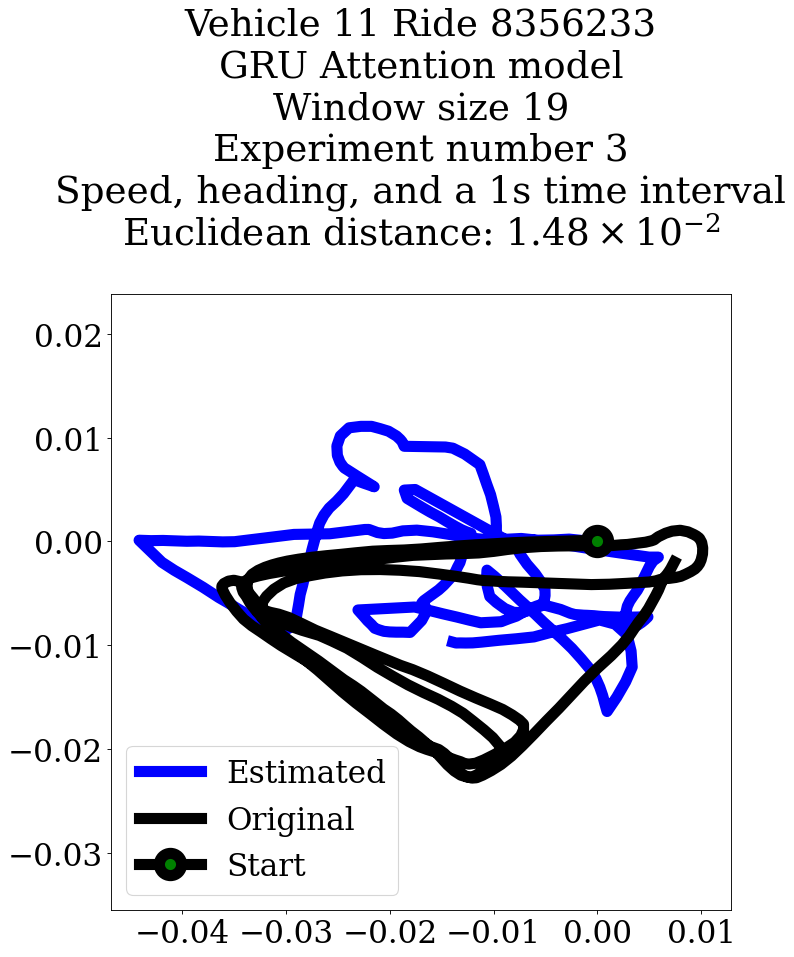 Vehicle 11 Ride 8356233
GRU Attention model
Window size 19
Experiment number 3
Speed, heading, and a 1s time interval
Euclidean distance: 1.48 × 10⁻²
0.02
0.01
0.00
−0.01
−0.02
−0.03
Estimated
Original
Start
−0.04 −0.03 −0.02 −0.01 0.00 0.01